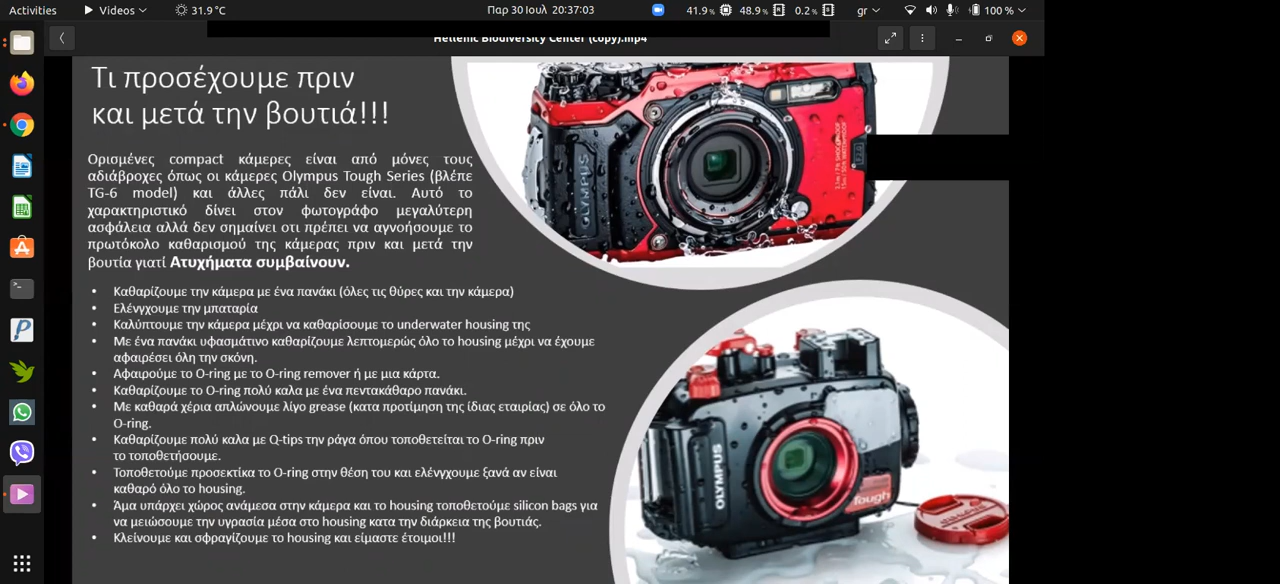 Activities
Videos
31.9 °C
Παρ 30 Ιουλ 20:37:03
41.9 %
48.9 %
0.2 %
gr
100 %
Hellenic Biodiversity Center (copy).mp4
Τι προσέχουμε πριν
και μετά την βουτιά!!!
Ορισμένες compact κάμερες είναι από μόνες τους
αδιάβροχες όπως οι κάμερες Olympus Tough Series (βλέπε
TG-6 model) και άλλες πάλι δεν είναι. Αυτό το
χαρακτηριστικό δίνει στον φωτογράφο μεγαλύτερη
ασφάλεια αλλά δεν σημαίνει οτι πρέπει να αγνοήσουμε το
πρωτόκολο καθαρισμού της κάμερας πριν και μετά την
βουτία γιατί Ατυχήματα συμβαίνουν.
• Καθαρίζουμε την κάμερα με ένα πανάκι (όλες τις θύρες και την κάμερα)
• Ελένγχουμε την μπαταρία
• Καλύπτουμε την κάμερα μέχρι να καθαρίσουμε το underwater housing της
• Με ένα πανάκι υφασμάτινο καθαρίζουμε λεπτομερώς όλο το housing μέχρι να έχουμε
αφαιρέσει όλη την σκόνη.
• Αφαιρούμε το O-ring με το O-ring remover ή με μια κάρτα.
• Καθαρίζουμε το O-ring πολύ καλα με ένα πεντακάθαρο πανάκι.
• Με καθαρά χέρια απλώνουμε λίγο grease (κατα προτίμηση της ίδιας εταιρίας) σε όλο το
O-ring.
• Καθαρίζουμε πολύ καλα με Q-tips την ράγα όπου τοποθετείται το O-ring πριν
το τοποθετήσουμε.
• Τοποθετούμε προσεκτίκα το O-ring στην θέση του και ελένγχουμε ξανά αν είναι
καθαρό όλο το housing.
• Άμα υπάρχει χώρος ανάμεσα στην κάμερα και το housing τοποθετούμε silicon bags για
να μειώσουμε την υγρασία μέσα στο housing κατα την διάρκεια της βουτιάς.
• Κλείνουμε και σφραγίζουμε το housing και είμαστε έτοιμοι!!!
OLYMPUS
OLYMPUS
Tough